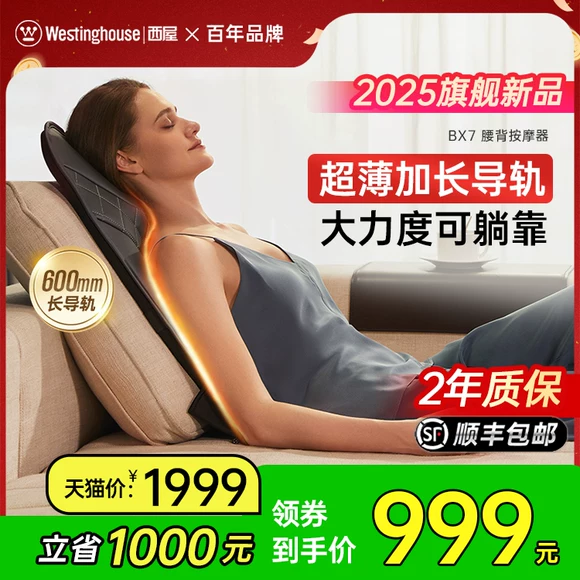 Westinghouse | 西屋 × 百年品牌
2025旗舰新品
BX7 腰背按摩器
超薄加长导轨
大力度可躺靠
600mm
长导轨
2年质保
SF 顺丰包邮
天猫价:¥1999
立省1000元
领券
到手价
999元